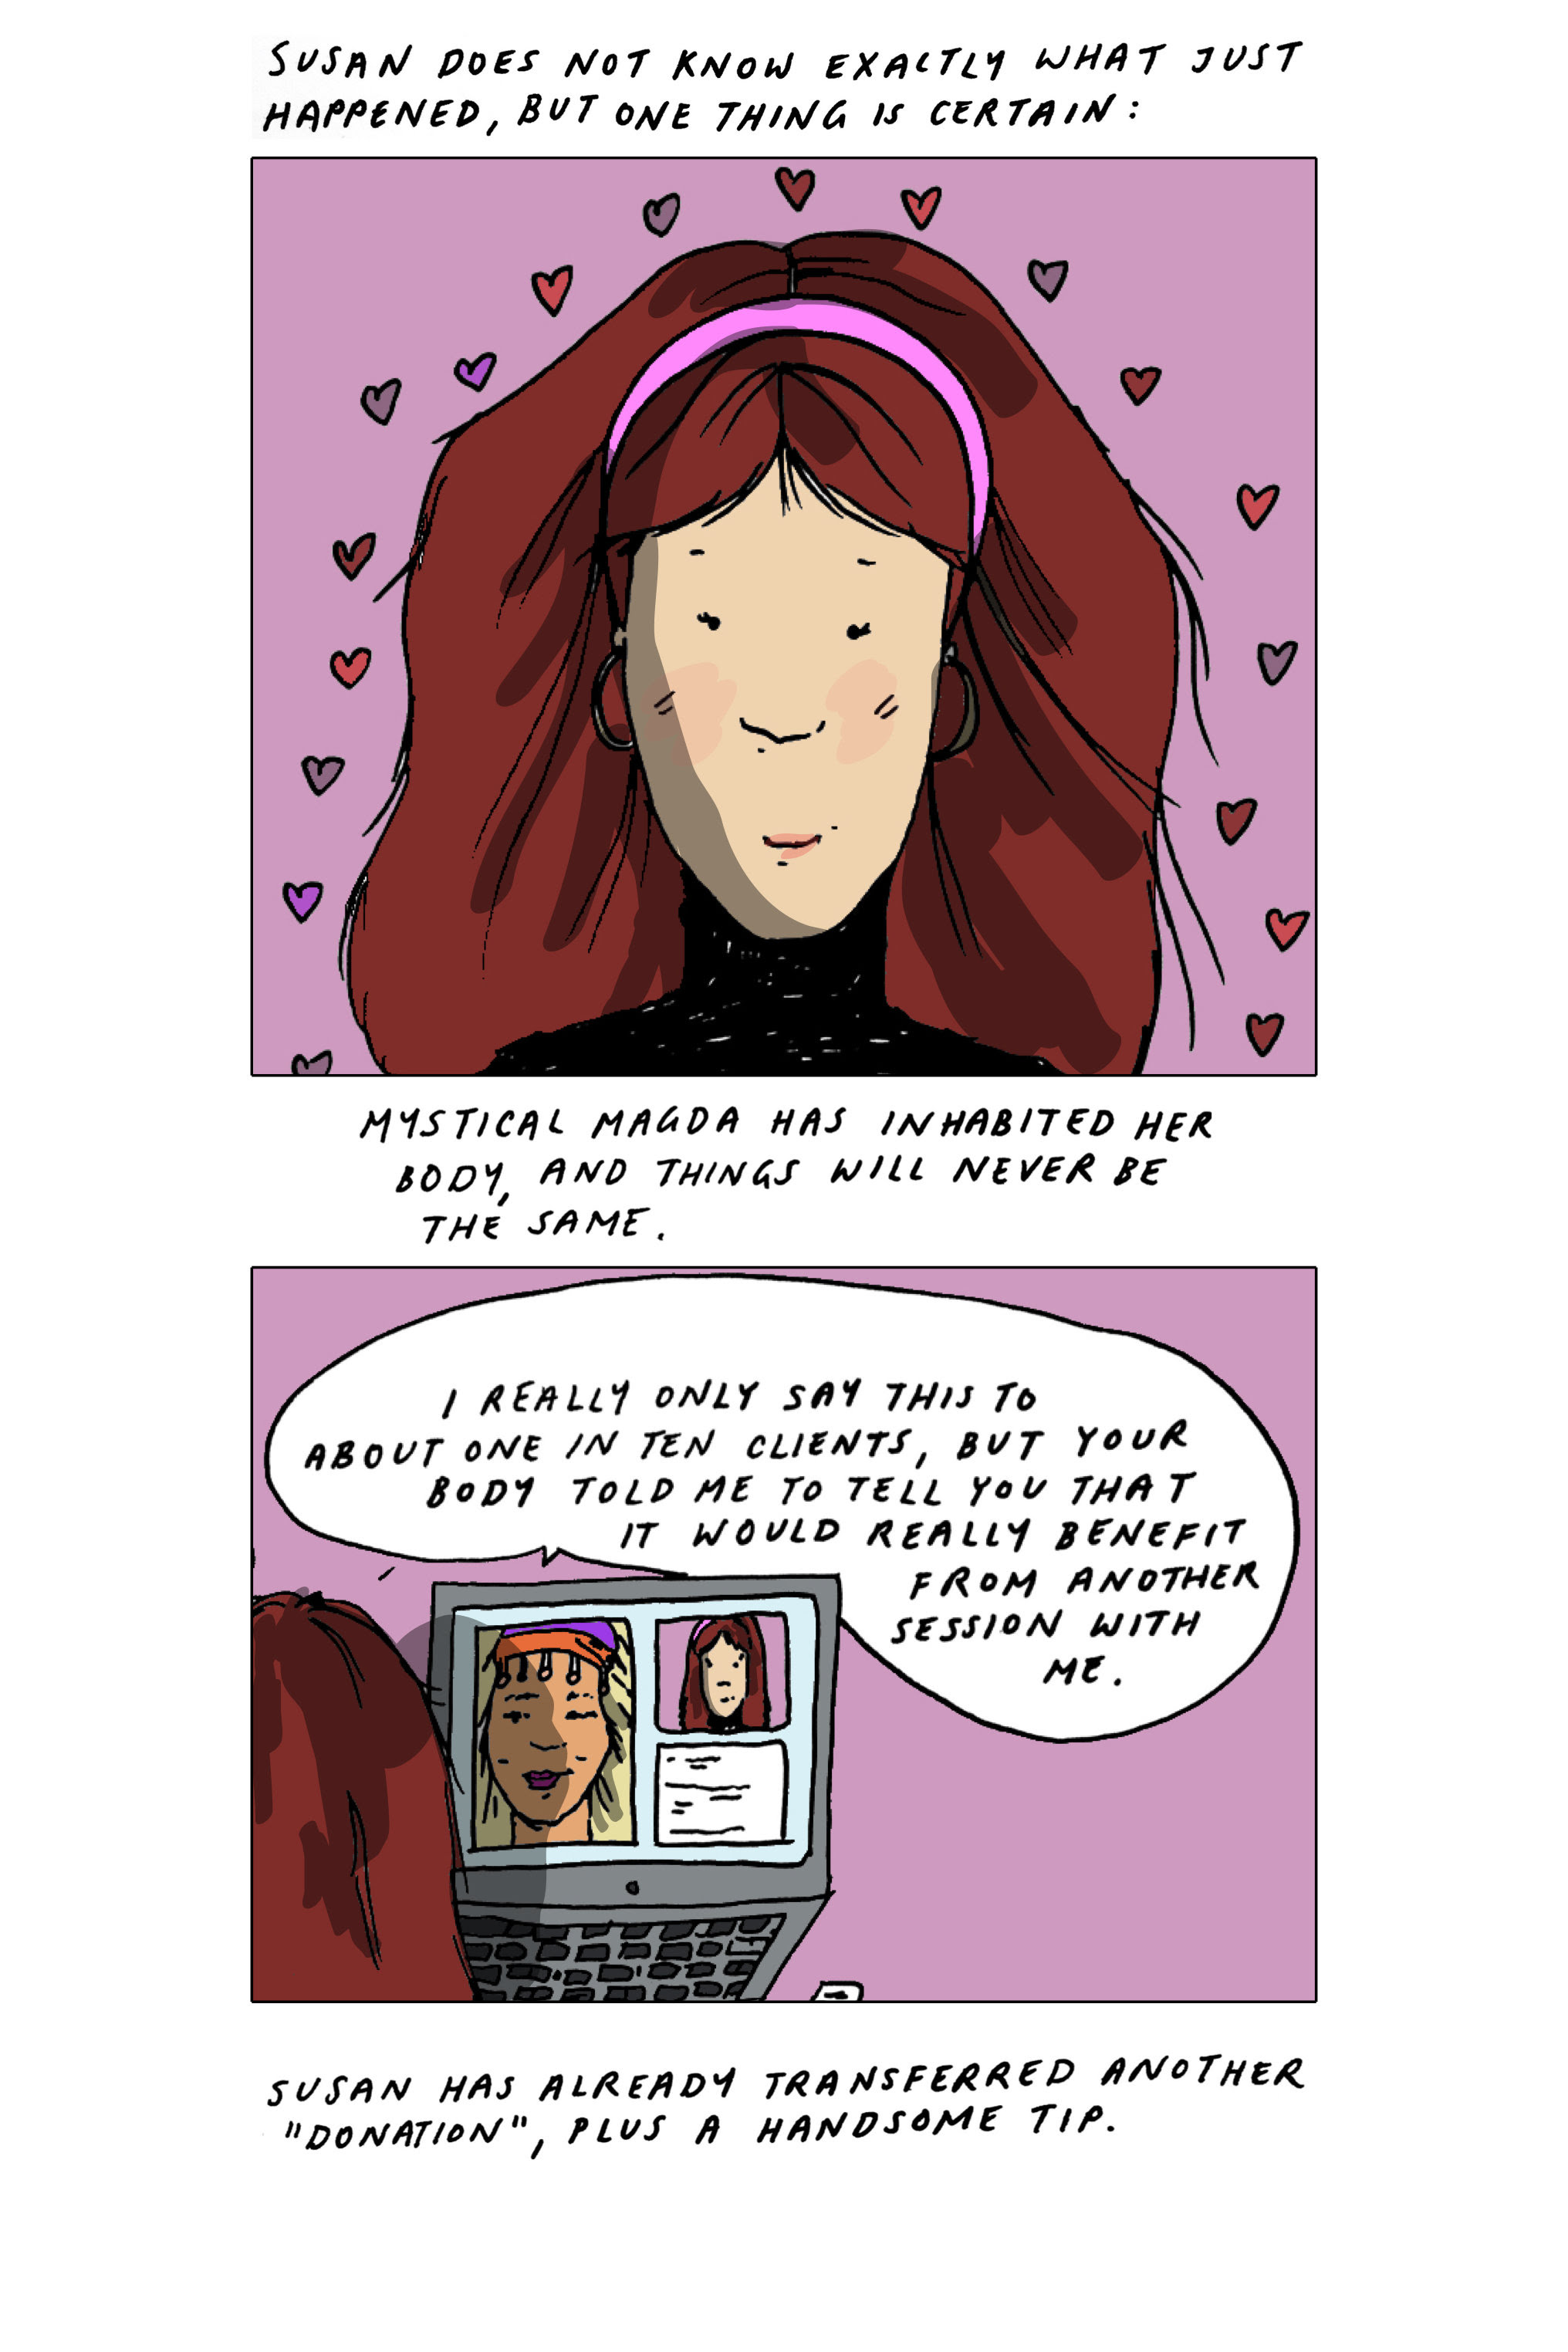 SUSAN DOES NOT KNOW EXACTLY WHAT JUST
HAPPENED, BUT ONE THING IS CERTAIN:
MYSTICAL MAGDA HAS INHABITED HER
BODY, AND THINGS WILL NEVER BE
THE SAME.
I REALLY ONLY SAY THIS TO
ABOUT ONE IN TEN CLIENTS, BUT YOUR
BODY TOLD ME TO TELL YOU THAT
IT WOULD REALLY BENEFIT
FROM ANOTHER
SESSION WITH
ME.
SUSAN HAS ALREADY TRANSFERRED ANOTHER
"DONATION", PLUS A HANDSOME TIP.